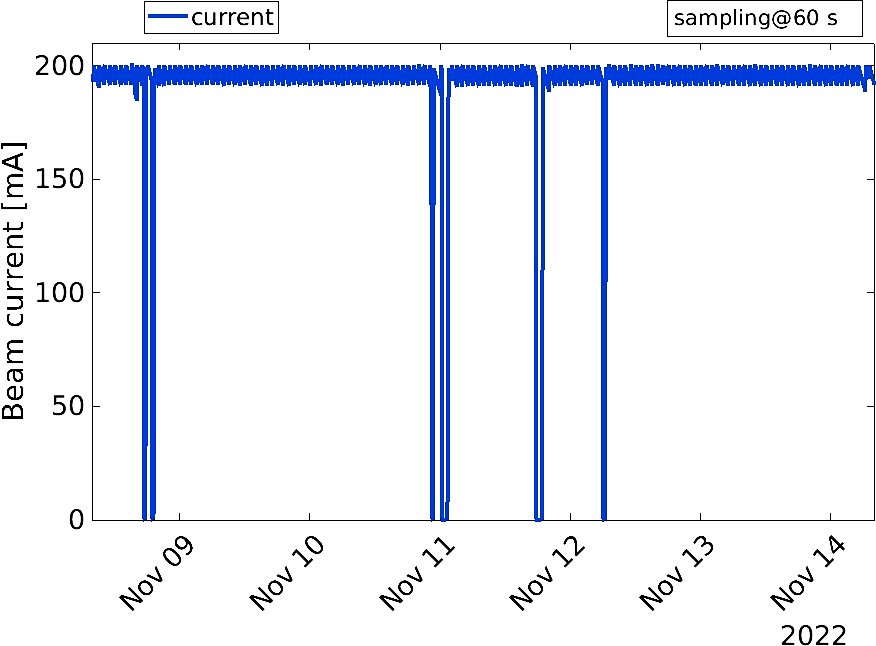 current
sampling@60 s
Beam current [mA]
200
150
100
50
0
Nov 09
Nov 10
Nov 11
Nov 12
Nov 13
Nov 14
2022